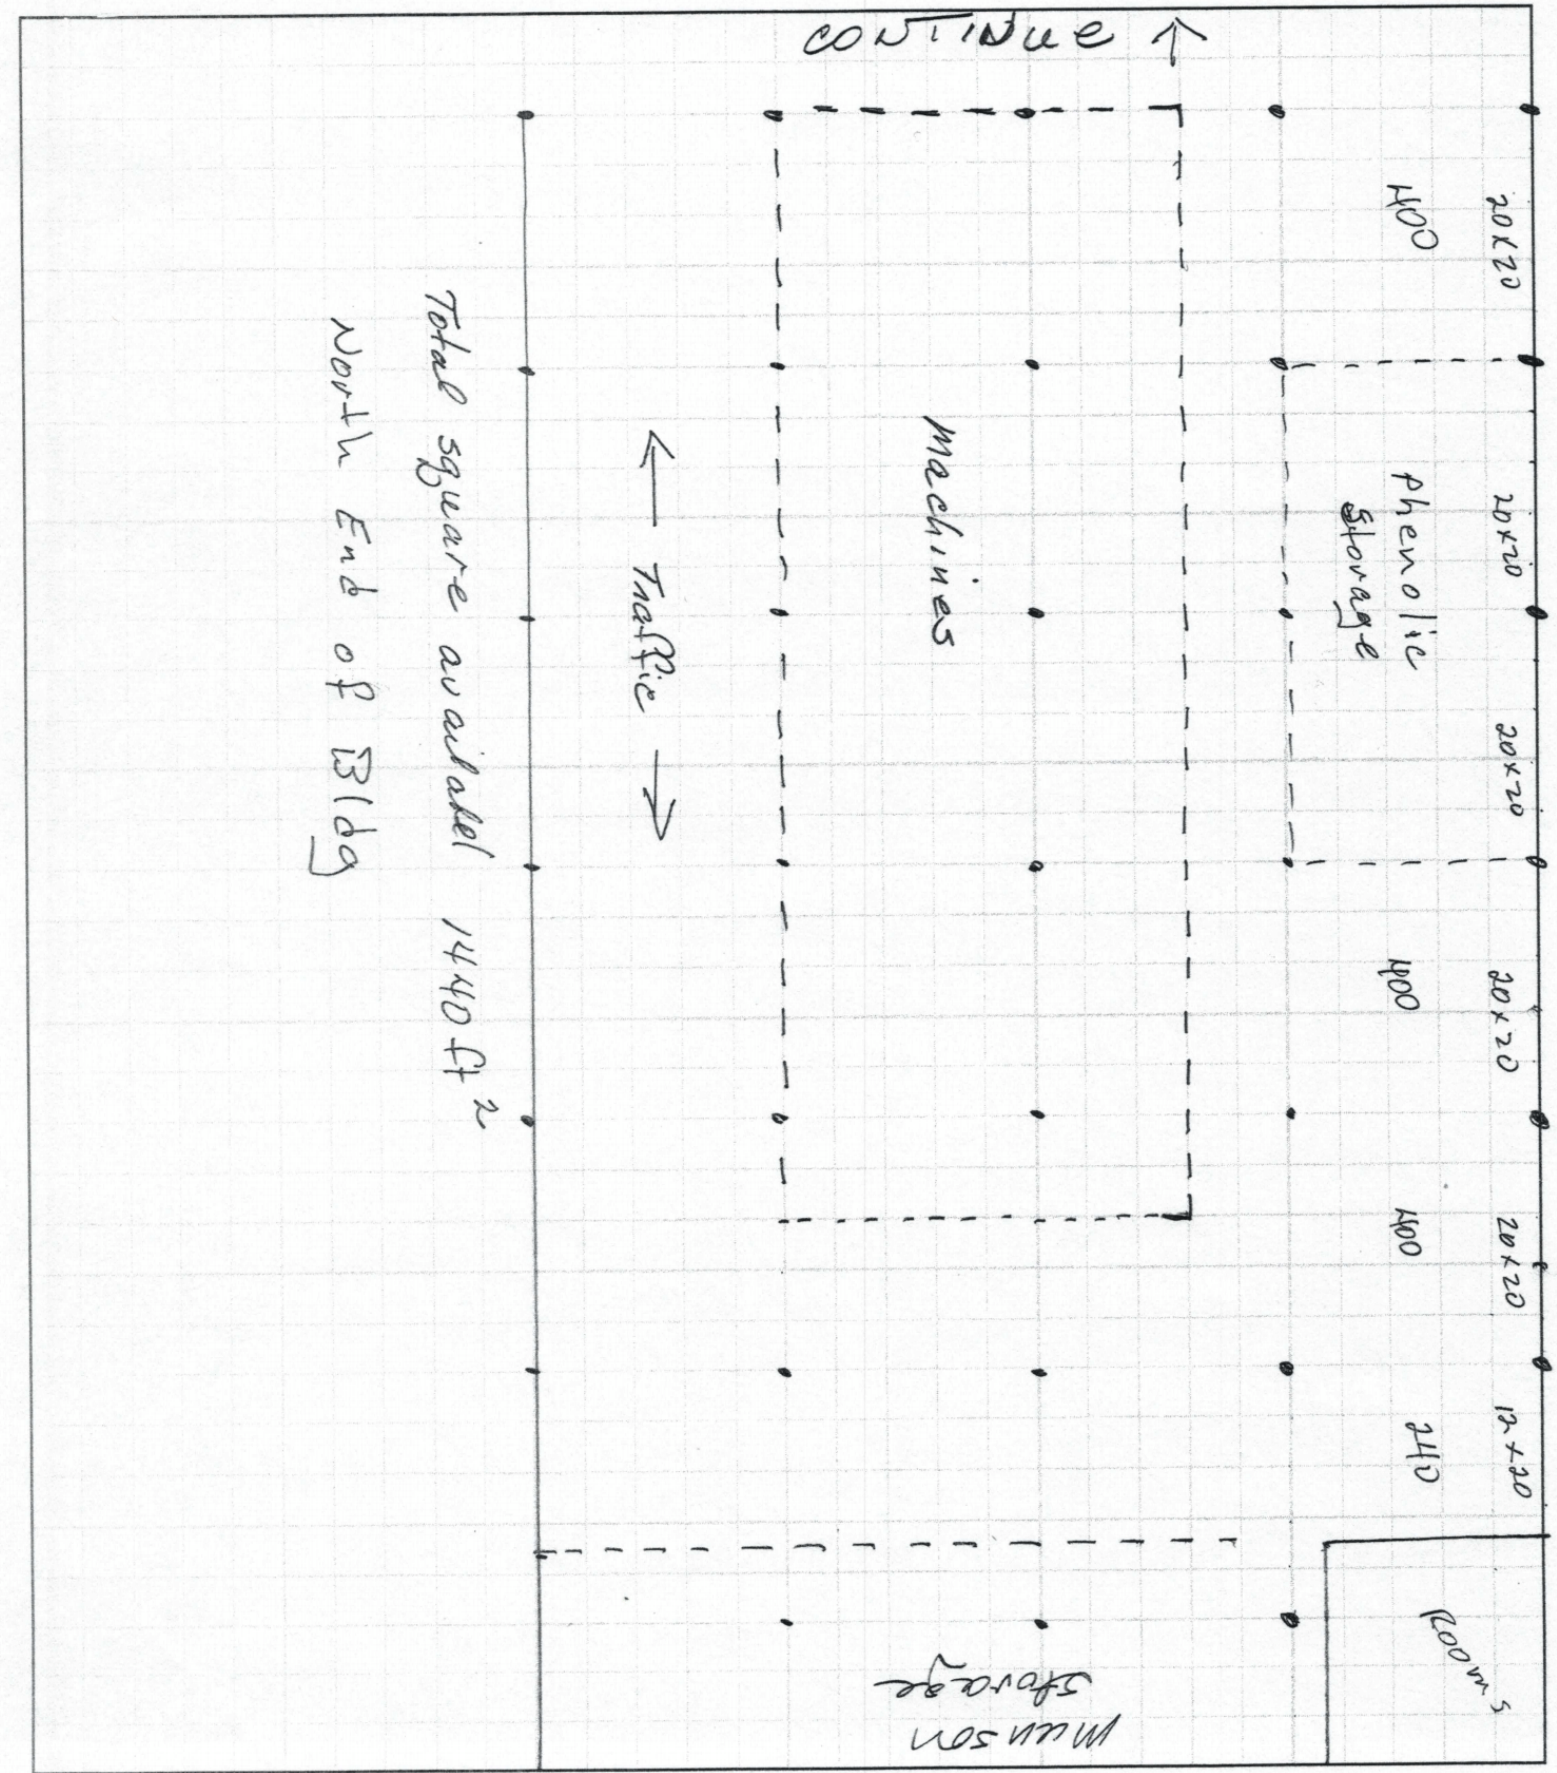 20x20 20x20 20x20 20x20 20x20 12x20
400 Phenolic 400 400 240 Rooms
Storage
CONTINUE
Machines
Munson
Storage
← Traffic →
Total square availabel 1440 ft²
North End of Bldg